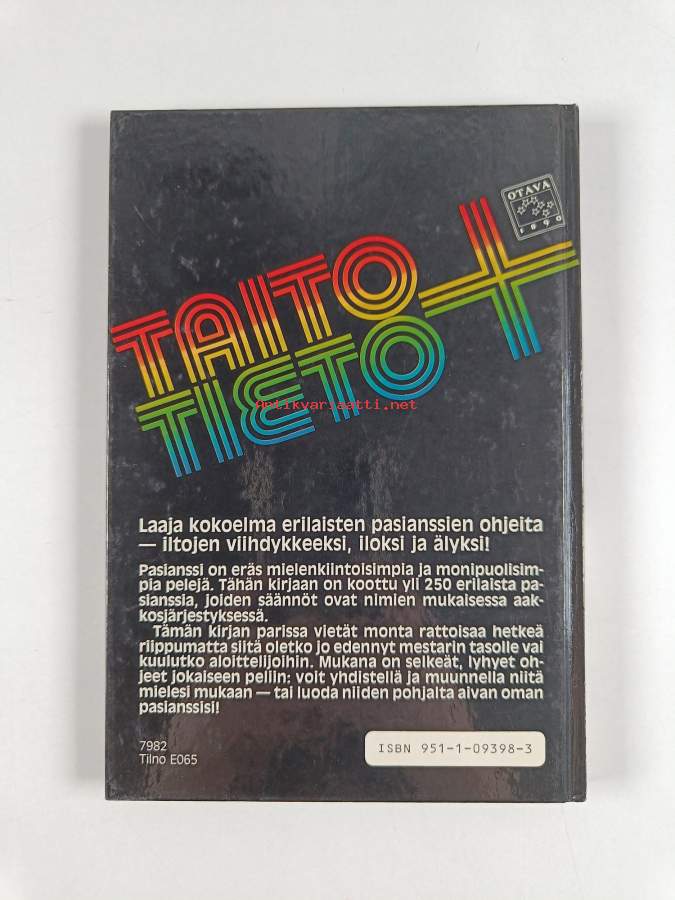 OTAVA
1890
TAITO
TIETO
+
Antikvariaatti.net
Laaja kokoelma erilaisten pasianssien ohjeita
— iltojen viihdykkeeksi, iloksi ja älyksi!
Pasianssi on eräs mielenkiintoisimpia ja monipuolisim-
pia pelejä. Tähän kirjaan on koottu yli 250 erilaista pa-
sianssia, joiden säännöt ovat nimien mukaisessa aak-
kosjärjestyksessä.
Tämän kirjan parissa vietät monta rattoisaa hetkeä
riippumatta siitä oletko jo edennyt mestarin tasolle vai
kuulutko aloittelijoihin. Mukana on selkeät, lyhyet oh-
jeet jokaiseen peliin: voit yhdistellä ja muunnella niitä
mielesi mukaan — tai luoda niiden pohjalta aivan oman
pasianssisi!
7982
Tilno E065
ISBN 951-1-09398-3